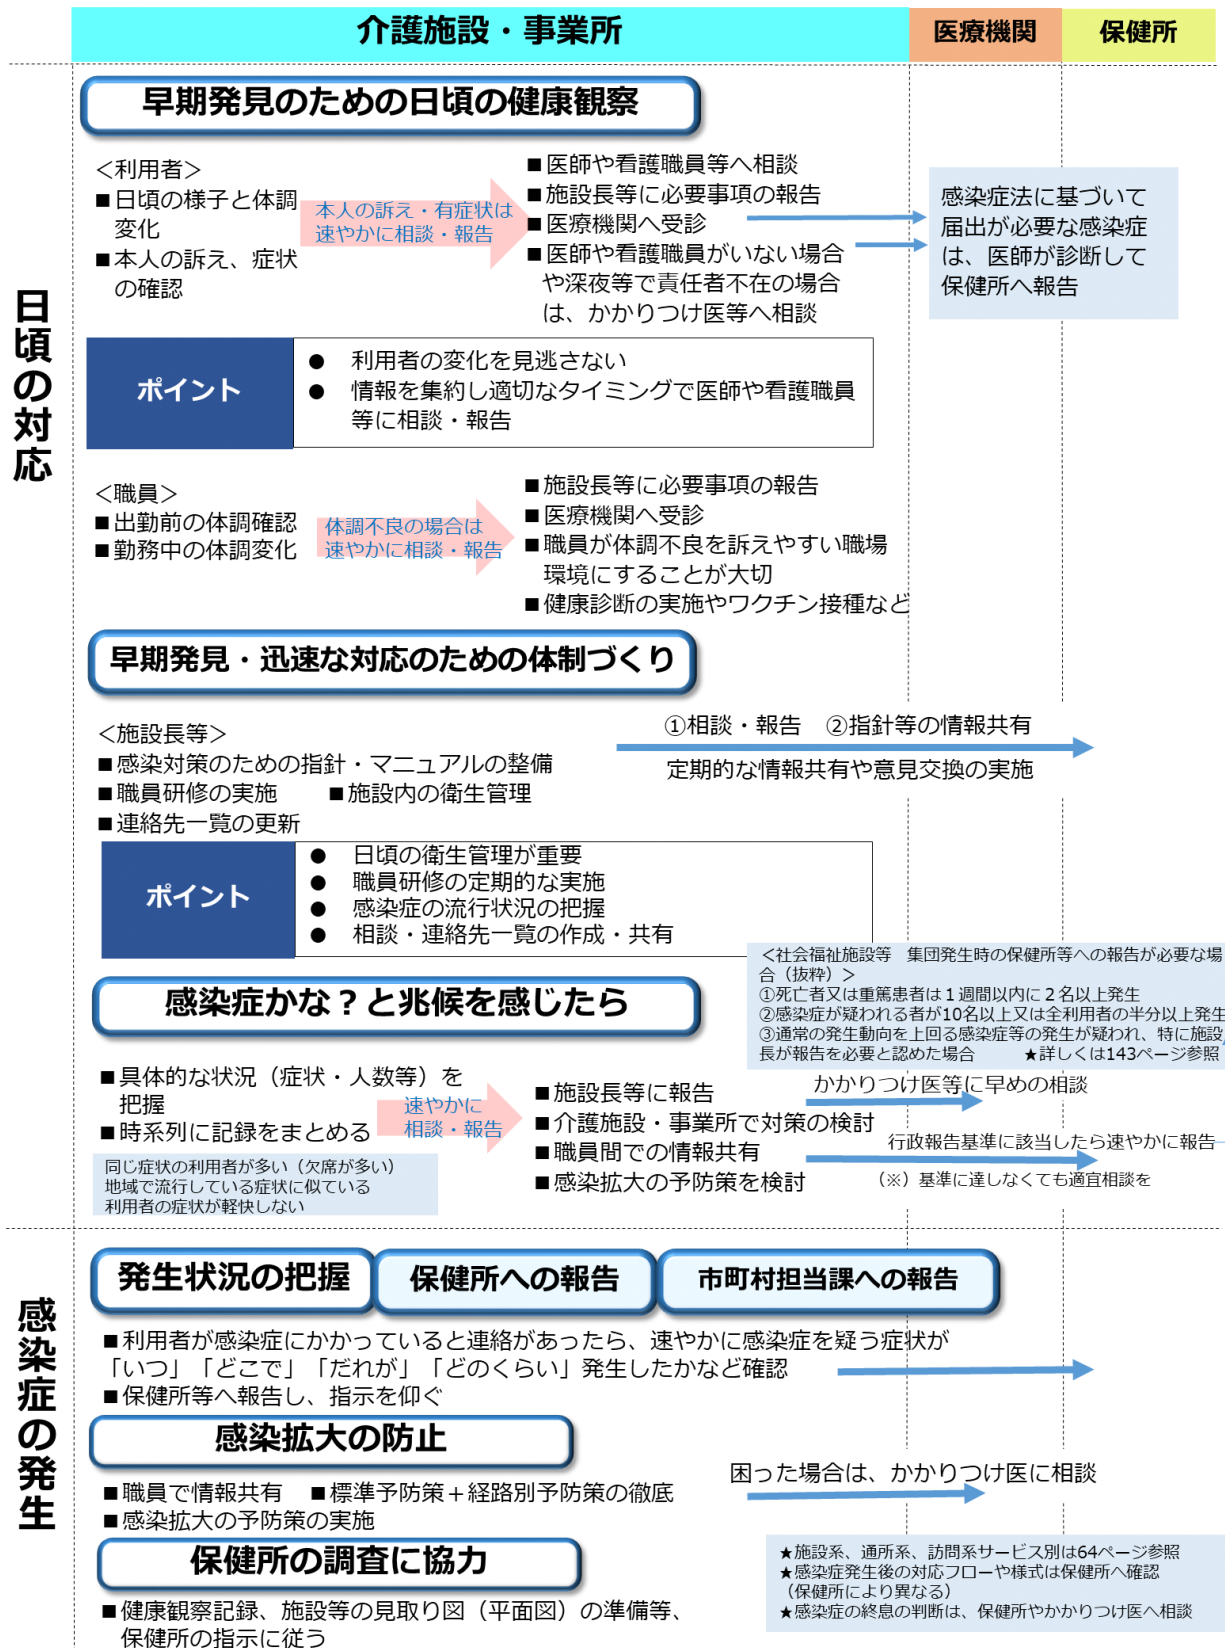 介護施設・事業所
医療機関
保健所
日頃の対応
早期発見のための日頃の健康観察
＜利用者＞
■日頃の様子と体調
変化
■本人の訴え、症状
の確認
本人の訴え・有症状は
速やかに相談・報告
■医師や看護職員等へ相談
■施設長等に必要事項の報告
■医療機関へ受診
■医師や看護職員がいない場合
や深夜等で責任者不在の場合
は、かかりつけ医等へ相談
感染症法に基づいて
届出が必要な感染症
は、医師が診断して
保健所へ報告
ポイント
● 利用者の変化を見逃さない
● 情報を集約し適切なタイミングで医師や看護職員
等に相談・報告
＜職員＞
■出勤前の体調確認
■勤務中の体調変化
体調不良の場合は
速やかに相談・報告
■施設長等に必要事項の報告
■医療機関へ受診
■職員が体調不良を訴えやすい職場
環境にすることが大切
■健康診断の実施やワクチン接種など
早期発見・迅速な対応のための体制づくり
＜施設長等＞
■感染対策のための指針・マニュアルの整備
■職員研修の実施　■施設内の衛生管理
■連絡先一覧の更新
①相談・報告　②指針等の情報共有
定期的な情報共有や意見交換の実施
ポイント
● 日頃の衛生管理が重要
● 職員研修の定期的な実施
● 感染症の流行状況の把握
● 相談・連絡先一覧の作成・共有
＜社会福祉施設等　集団発生時の保健所等への報告が必要な場
合（抜粋）＞
①死亡者又は重篤患者は１週間以内に２名以上発生
②感染症が疑われる者が10名以上又は全利用者の半分以上発生
③通常の発生動向を上回る感染症等の発生が疑われ、特に施設
長が報告を必要と認めた場合　★詳しくは143ページ参照
感染症かな？と兆候を感じたら
■具体的な状況（症状・人数等）を
把握
■時系列に記録をまとめる
速やかに
相談・報告
■施設長等に報告
■介護施設・事業所で対策の検討
■職員間での情報共有
■感染拡大の予防策を検討
かかりつけ医等に早めの相談
行政報告基準に該当したら速やかに報告
（※）基準に達しなくても適宜相談を
同じ症状の利用者が多い（欠席が多い）
地域で流行している症状に似ている
利用者の症状が軽快しない
感染症の発生
発生状況の把握
保健所への報告
市町村担当課への報告
■利用者が感染症にかかっていると連絡があったら、速やかに感染症を疑う症状が
「いつ」「どこで」「だれが」「どのくらい」発生したかなど確認
■保健所等へ報告し、指示を仰ぐ
感染拡大の防止
■職員で情報共有　■標準予防策＋経路別予防策の徹底
■感染拡大の予防策の実施
困った場合は、かかりつけ医に相談
保健所の調査に協力
■健康観察記録、施設等の見取り図（平面図）の準備等、
保健所の指示に従う
★施設系、通所系、訪問系サービス別は64ページ参照
★感染症発生後の対応フローや様式は保健所へ確認
（保健所により異なる）
★感染症の終息の判断は、保健所やかかりつけ医へ相談